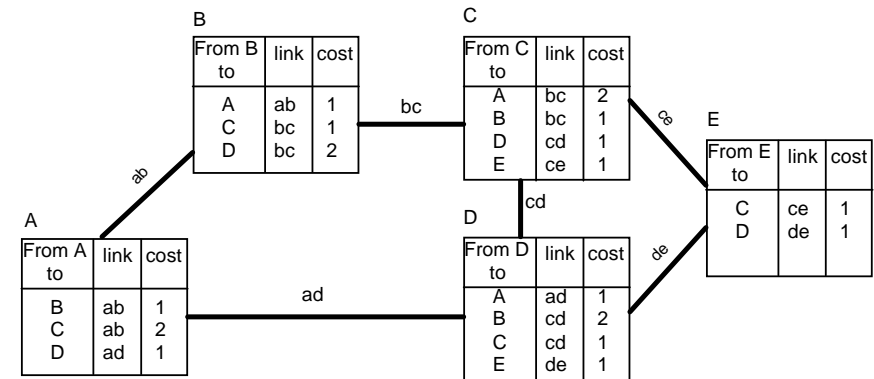 B
From B link cost
to
A ab 1
C bc 1
D bc 2
bc
C
From C link cost
to
A bc 2
B bc 1
D cd 1
E ce 1
ce
E
From E link cost
to
C ce 1
D de 1
ab
cd
A
From A link cost
to
B ab 1
C ab 2
D ad 1
ad
D
From D link cost
to
A ad 1
B cd 2
C cd 1
E de 1
de